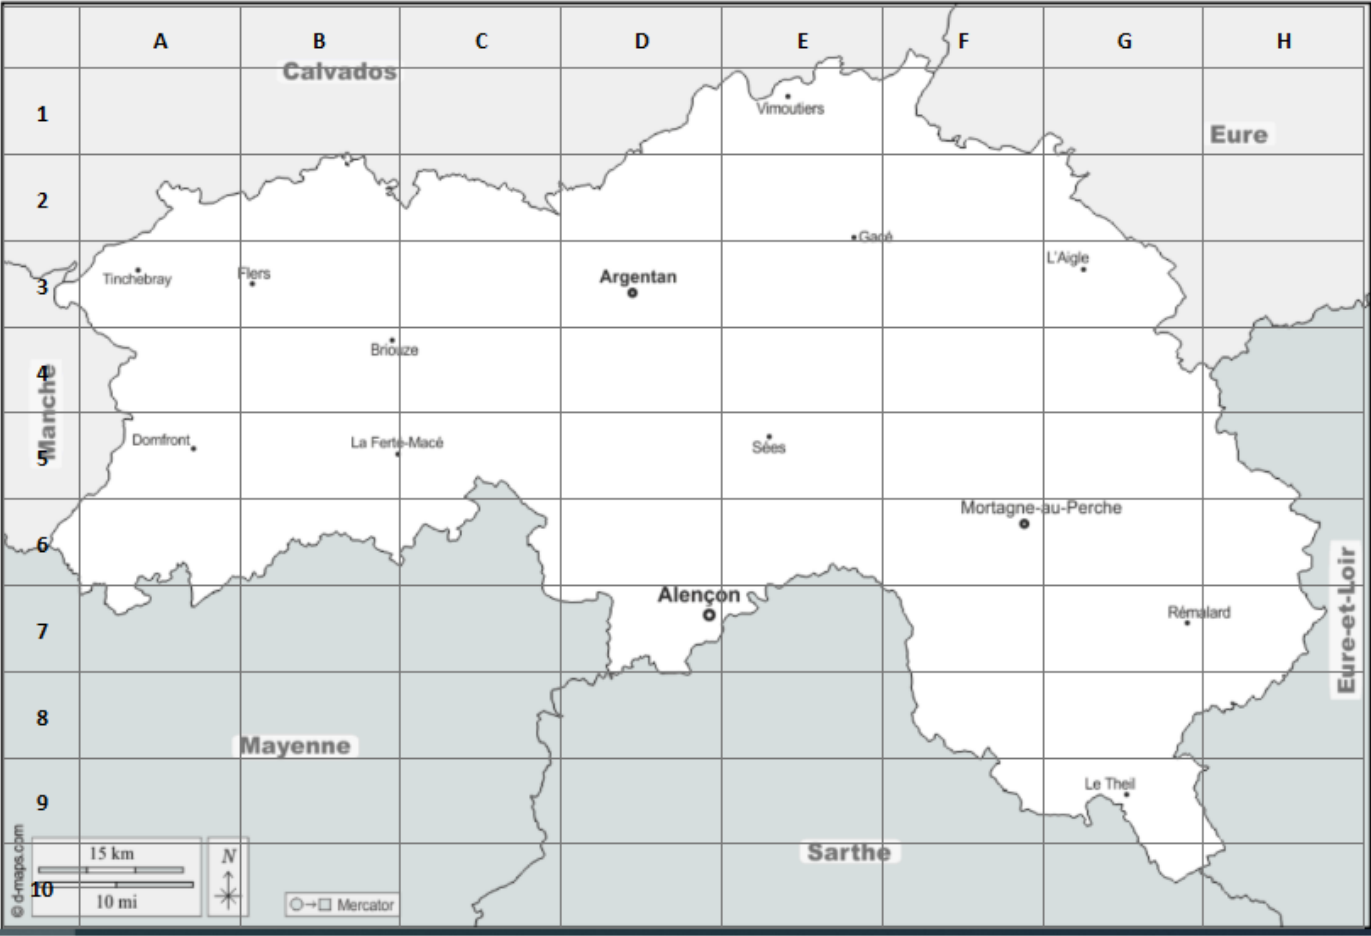 A B C D E F G H
Calvados
1
Vimoutiers
Eure
2
Gacé
L'Aigle
3
Tinchebray
Flers
Argentan
4
Manche
Briouze
5
Domfront
La Ferté-Macé
Sées
Mortagne-au-Perche
6
Eure-et-Loir
Alençon
Rémalard
7
8
Mayenne
9
Le Theil
Sarthe
15 km
N
10
10 mi
Mercator
© d-maps.com